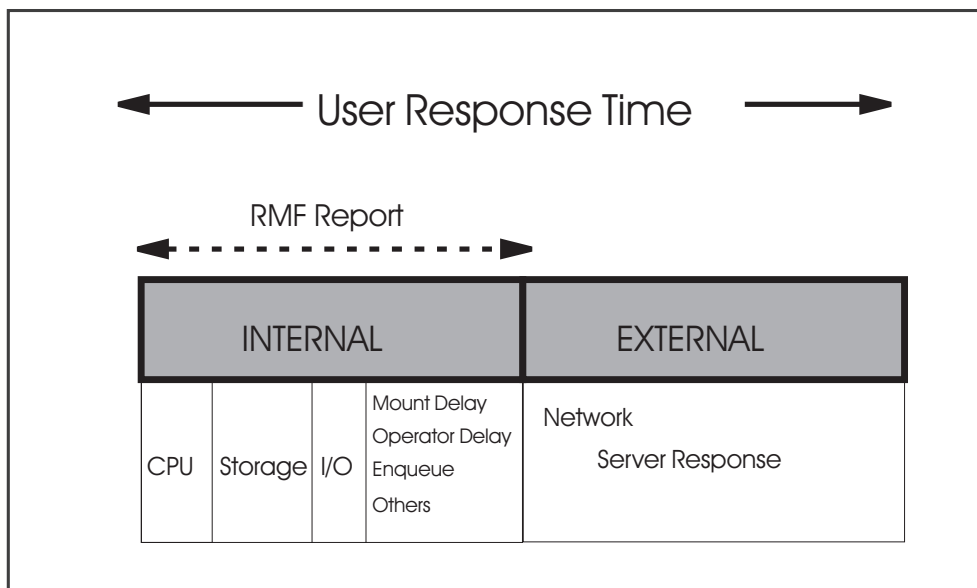 User Response Time
RMF Report
INTERNAL
EXTERNAL
CPU
Storage
I/O
Mount Delay
Operator Delay
Enqueue
Others
Network
Server Response